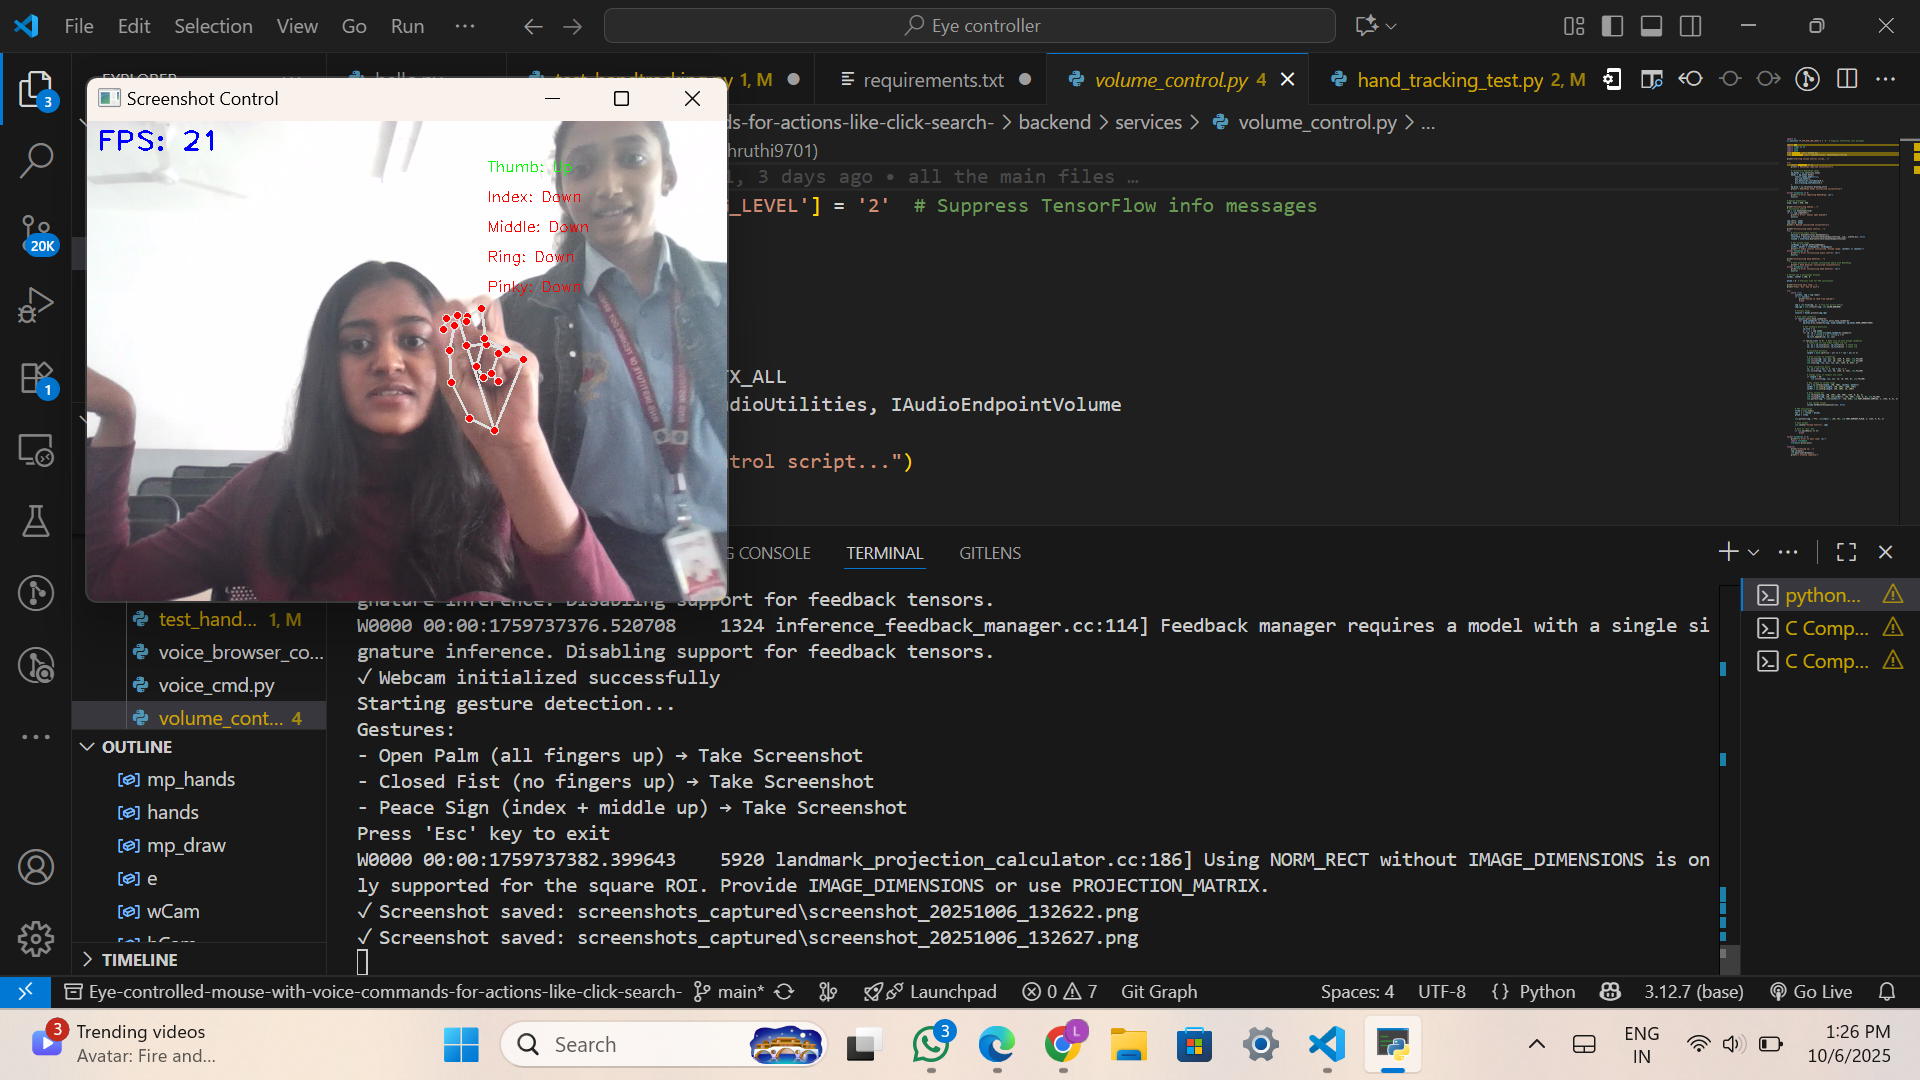 File Edit Selection View Go Run ...
Eye controller
EXPLORER
hello.py
test_handtracking.py 1, M
requirements.txt
volume_control.py 4
hand_tracking_test.py 2, M
ds-for-actions-like-click-search- > backend > services > volume_control.py > ...
hruthi9701)
1, 3 days ago • all the main files …
_LEVEL'] = '2' # Suppress TensorFlow info messages
TX_ALL
dioUtilities, IAudioEndpointVolume
trol script...")
Screenshot Control
FPS: 21
Thumb: Up
Index: Down
Middle: Down
Ring: Down
Pinky: Down
3
20K
1
G CONSOLE
TERMINAL
GITLENS
python...
C Comp...
C Comp...
gnature inference. Disabling support for feedback tensors.
W0000 00:00:1759737376.520708 1324 inference_feedback_manager.cc:114] Feedback manager requires a model with a single si
gnature inference. Disabling support for feedback tensors.
✓ Webcam initialized successfully
Starting gesture detection...
Gestures:
- Open Palm (all fingers up) → Take Screenshot
- Closed Fist (no fingers up) → Take Screenshot
- Peace Sign (index + middle up) → Take Screenshot
Press 'Esc' key to exit
W0000 00:00:1759737382.399643 5920 landmark_projection_calculator.cc:186] Using NORM_RECT without IMAGE_DIMENSIONS is on
ly supported for the square ROI. Provide IMAGE_DIMENSIONS or use PROJECTION_MATRIX.
✓ Screenshot saved: screenshots_captured\screenshot_20251006_132622.png
✓ Screenshot saved: screenshots_captured\screenshot_20251006_132627.png
test_hand... 1, M
voice_browser_co...
voice_cmd.py
volume_cont... 4
OUTLINE
mp_hands
hands
mp_draw
e
wCam
hCam
TIMELINE
Eye-controlled-mouse-with-voice-commands-for-actions-like-click-search- main* Launchpad 0 7 Git Graph
Spaces: 4 UTF-8 {} Python 3.12.7 (base) Go Live
3
Trending videos
Avatar: Fire and...
Search
3
L
ENG
IN
1:26 PM
10/6/2025